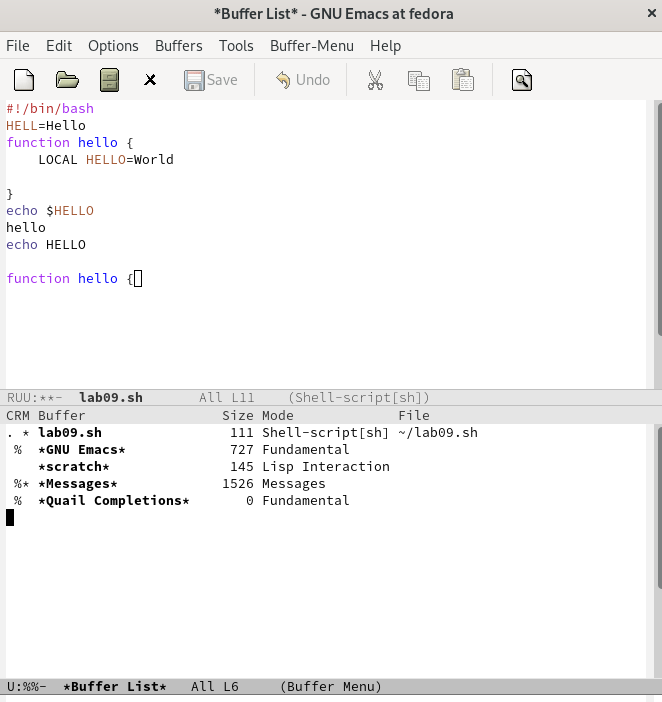 *Buffer List* - GNU Emacs at fedora ×
File Edit Options Buffers Tools Buffer-Menu Help
Save Undo
#!/bin/bash
HELL=Hello
function hello {
    LOCAL HELLO=World
}
echo $HELLO
hello
echo HELLO
function hello {
RUU:**-  lab09.sh       All L11    (Shell-script[sh])
CRM Buffer                 Size Mode             File
. * lab09.sh                111 Shell-script[sh] ~/lab09.sh
 %  *GNU Emacs*             727 Fundamental
    *scratch*               145 Lisp Interaction
 %* *Messages*             1526 Messages
 %  *Quail Completions*       0 Fundamental
U:%%-  *Buffer List*   All L6     (Buffer Menu)